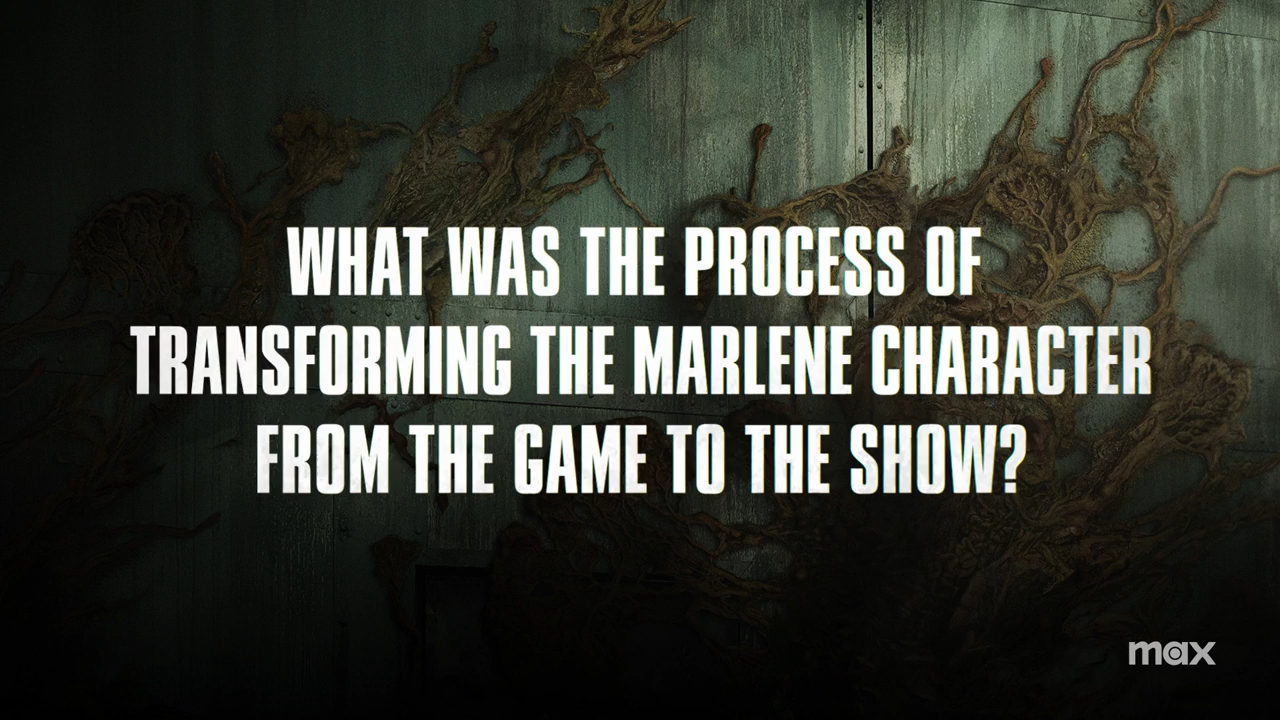 WHAT WAS THE PROCESS OF
TRANSFORMING THE MARLENE CHARACTER
FROM THE GAME TO THE SHOW?
max